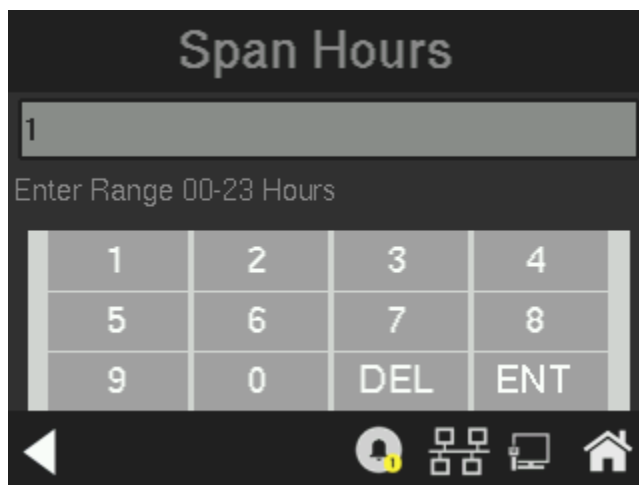 Span Hours
1
Enter Range 00-23 Hours
1 2 3 4
5 6 7 8
9 0 DEL ENT
1